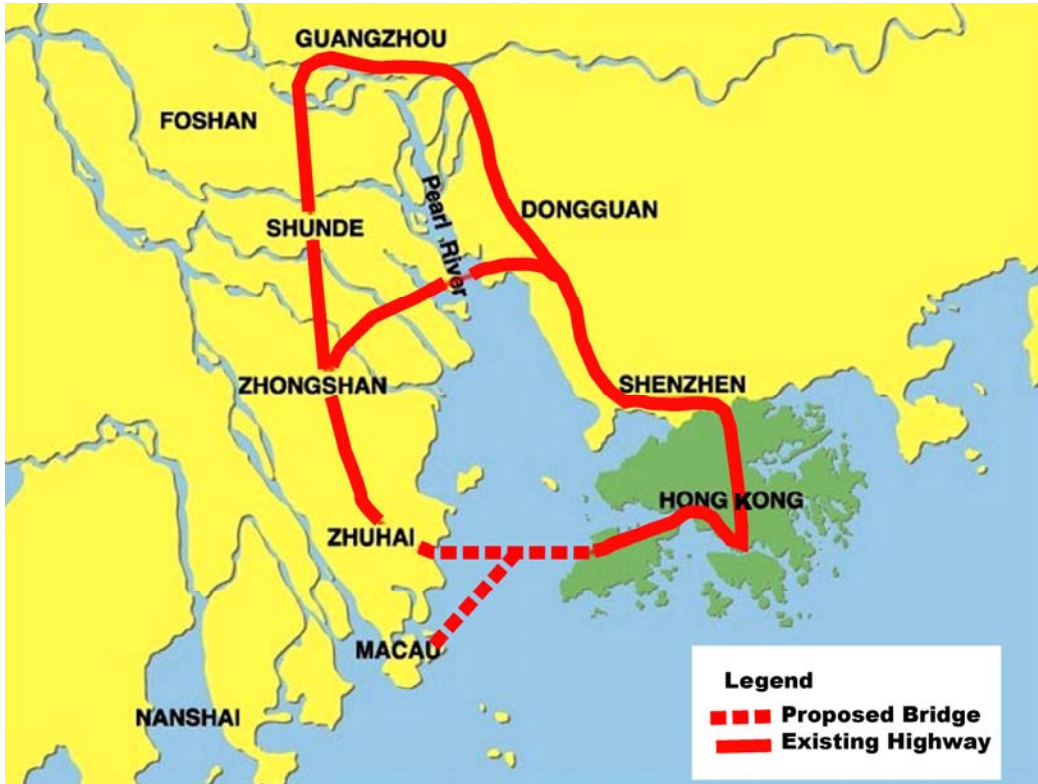 GUANGZHOU
FOSHAN
Pearl River
DONGGUAN
SHUNDE
ZHONGSHAN
SHENZHEN
HONG KONG
ZHUHAI
MACAU
NANSHAI
Legend
Proposed Bridge
Existing Highway